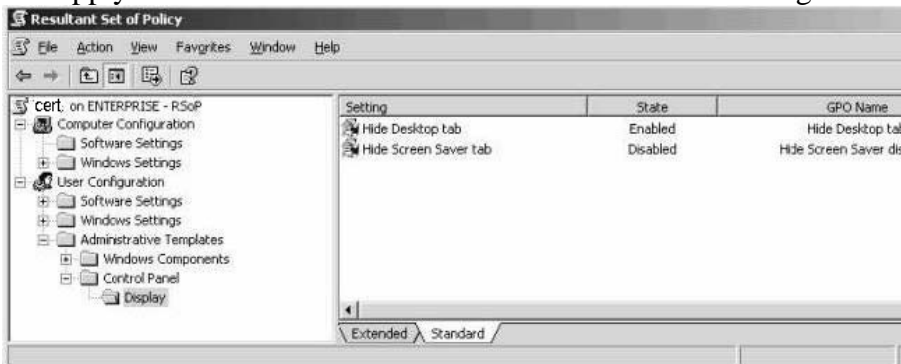 Resultant Set of Policy
File Action View Favorites Window Help
cert. on ENTERPRISE - RSoP
Computer Configuration
Software Settings
Windows Settings
User Configuration
Software Settings
Windows Settings
Administrative Templates
Windows Components
Control Panel
Display
Setting State GPO Name
Hide Desktop tab Enabled Hide Desktop tal
Hide Screen Saver tab Disabled Hide Screen Saver dis
Extended Standard